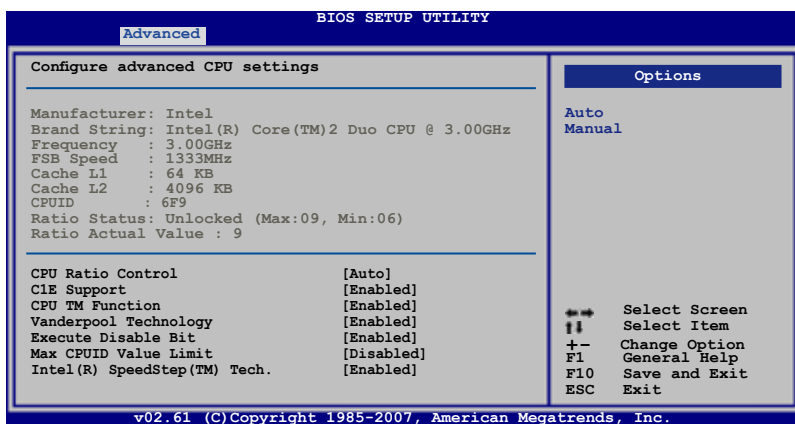 BIOS SETUP UTILITY
Advanced
Configure advanced CPU settings
Manufacturer: Intel
Brand String: Intel(R) Core(TM)2 Duo CPU @ 3.00GHz
Frequency : 3.00GHz
FSB Speed : 1333MHz
Cache L1 : 64 KB
Cache L2 : 4096 KB
CPUID : 6F9
Ratio Status: Unlocked (Max:09, Min:06)
Ratio Actual Value : 9
CPU Ratio Control [Auto]
C1E Support [Enabled]
CPU TM Function [Enabled]
Vanderpool Technology [Enabled]
Execute Disable Bit [Enabled]
Max CPUID Value Limit [Disabled]
Intel(R) SpeedStep(TM) Tech. [Enabled]
Options
Auto
Manual
←→ Select Screen
↑↓ Select Item
+- Change Option
F1 General Help
F10 Save and Exit
ESC Exit
v02.61 (C)Copyright 1985-2007, American Megatrends, Inc.